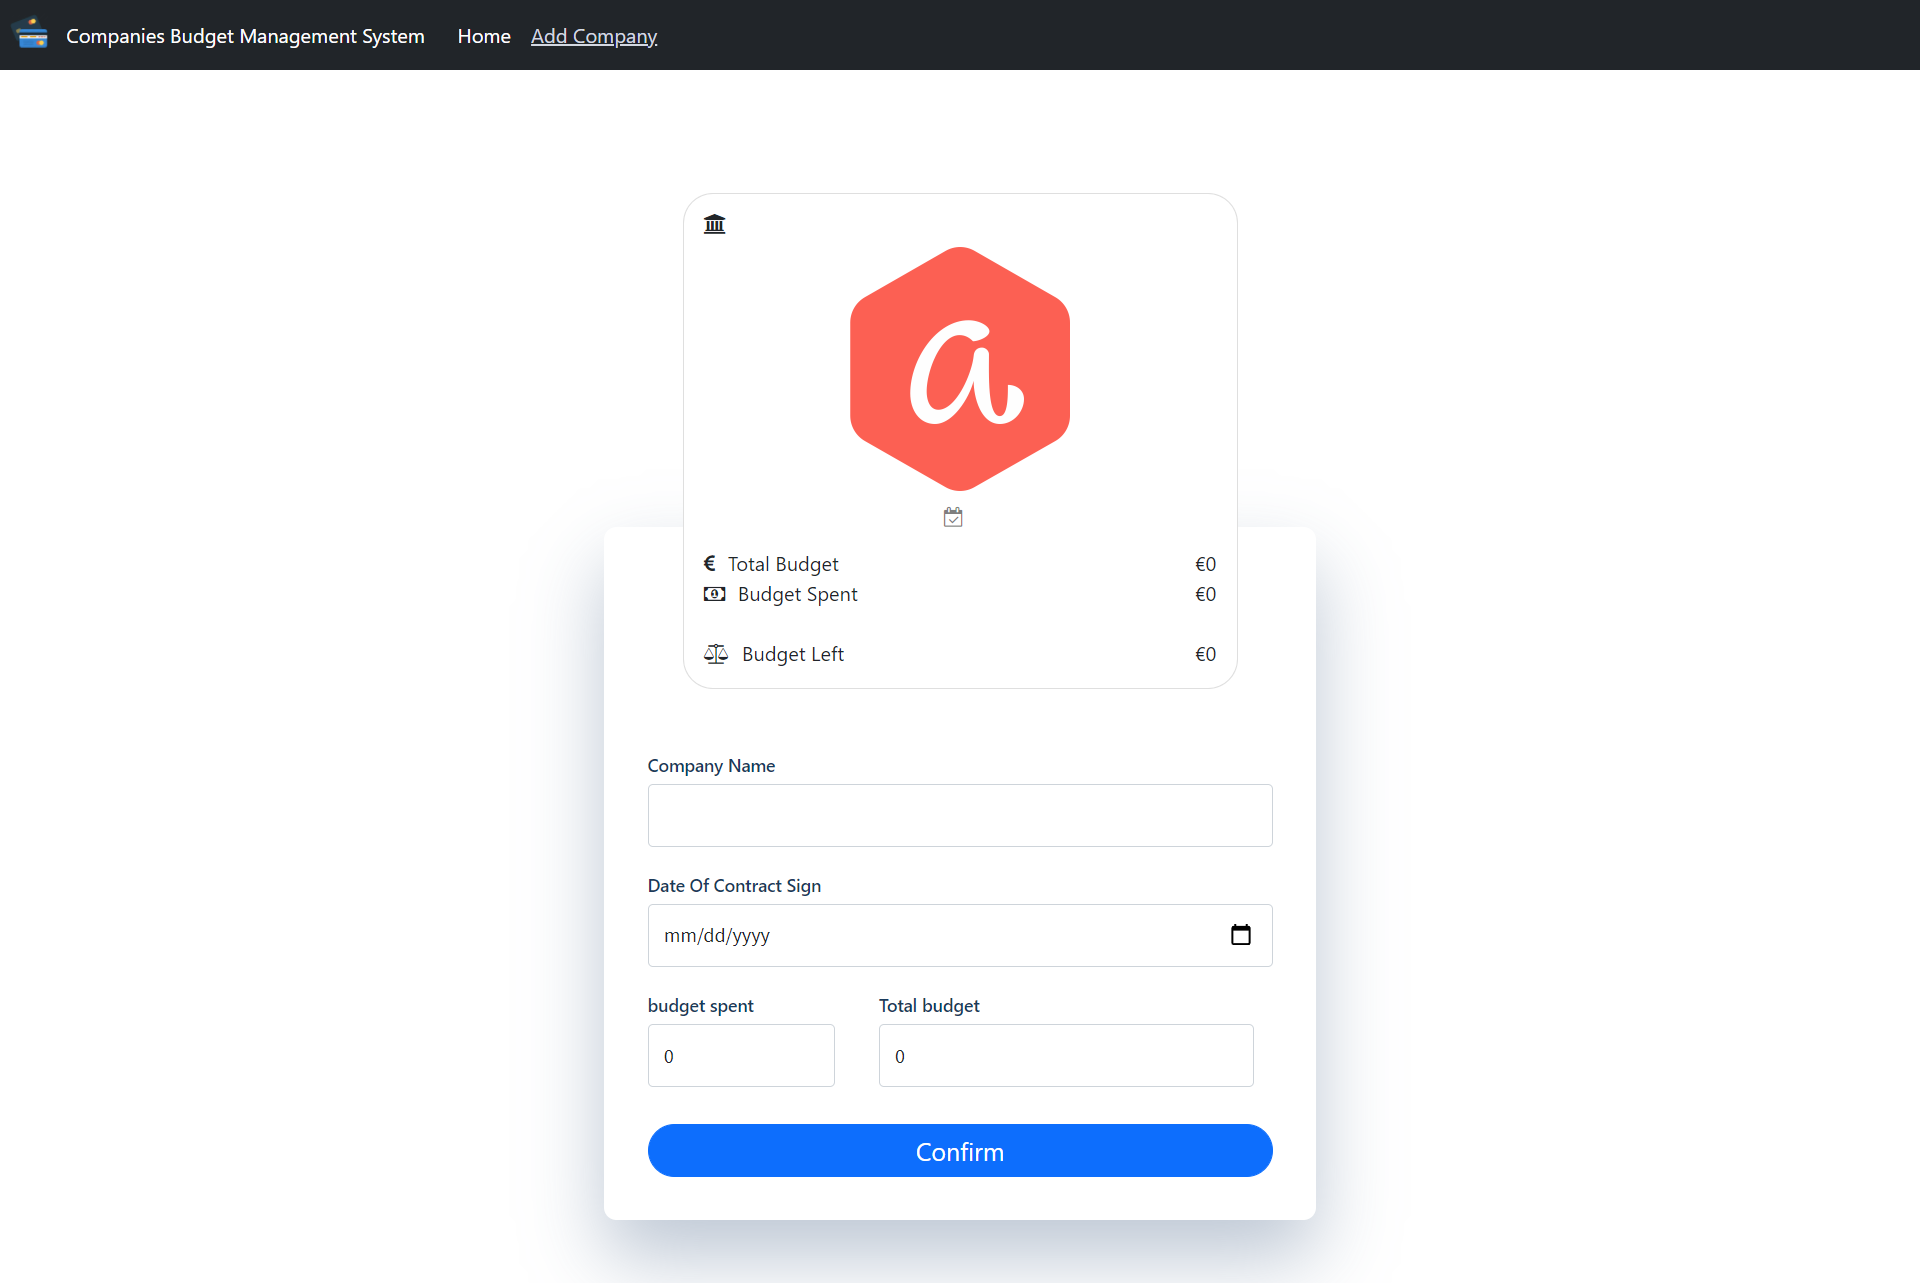 Companies Budget Management System Home Add Company
a
€ Total Budget €0
Budget Spent €0
Budget Left €0
Company Name
Date Of Contract Sign
mm/dd/yyyy
budget spent Total budget
0 0
Confirm